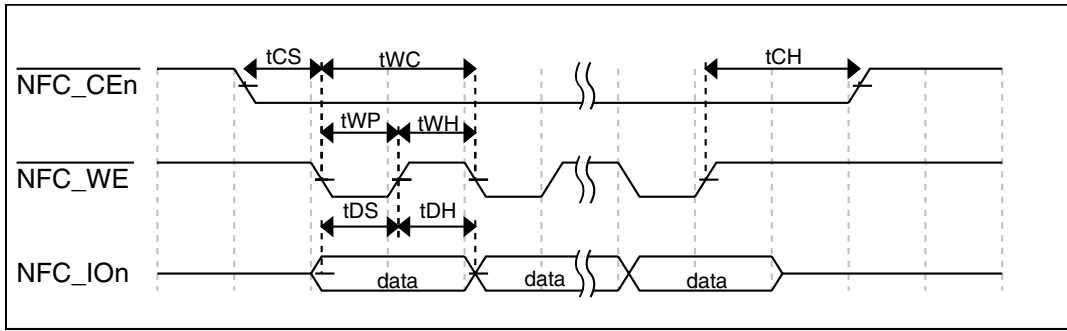 tCS tWC tCH
NFC_CEn
tWP tWH
NFC_WE
tDS tDH
NFC_IOn
data data data